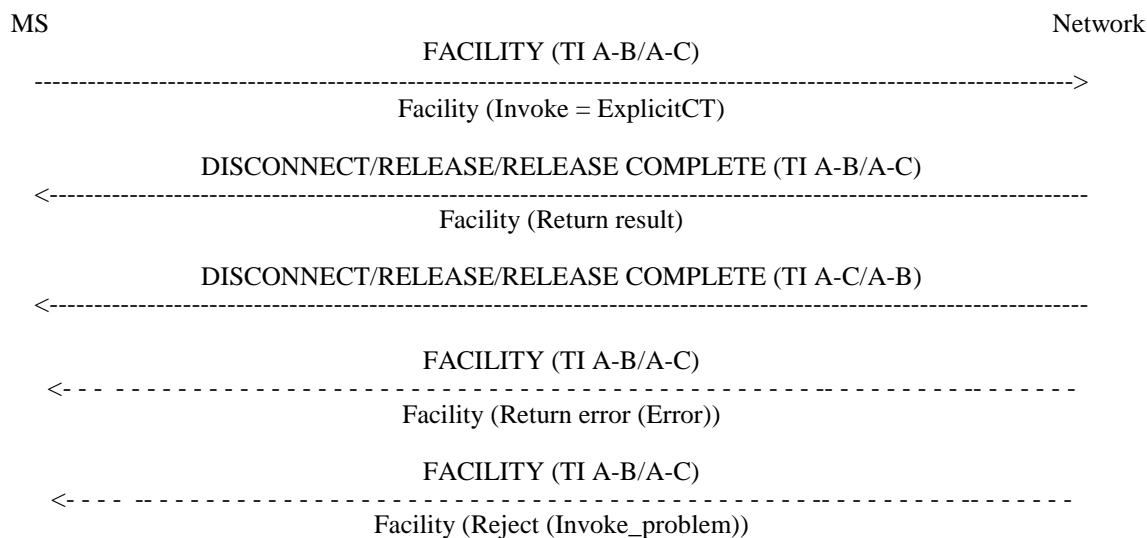 MS Network
FACILITY (TI A-B/A-C)
Facility (Invoke = ExplicitCT)
DISCONNECT/RELEASE/RELEASE COMPLETE (TI A-B/A-C)
Facility (Return result)
DISCONNECT/RELEASE/RELEASE COMPLETE (TI A-C/A-B)
FACILITY (TI A-B/A-C)
Facility (Return error (Error))
FACILITY (TI A-B/A-C)
Facility (Reject (Invoke_problem))